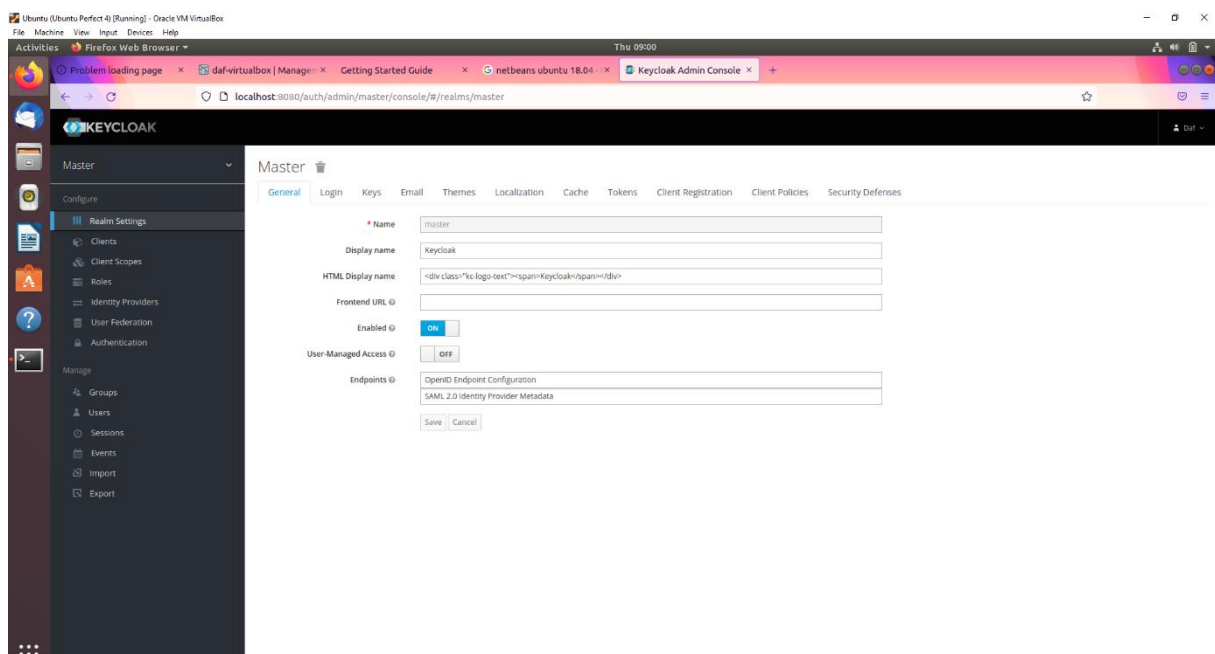 Ubuntu (Ubuntu Perfect 4) [Running] - Oracle VM VirtualBox
File Machine View Input Devices Help
Activities Firefox Web Browser Thu 09:00
Problem loading page daf-virtualbox | Manage Getting Started Guide netbeans ubuntu 18.04 - Keycloak Admin Console
localhost:8080/auth/admin/master/console/#/realms/master
KEYCLOAK
Daf
Master
Configure
Realm Settings
Clients
Client Scopes
Roles
Identity Providers
User Federation
Authentication
Manage
Groups
Users
Sessions
Events
Import
Export
Master
General Login Keys Email Themes Localization Cache Tokens Client Registration Client Policies Security Defenses
* Name master
Display name Keycloak
HTML Display name <div class="kc-logo-text"><span>Keycloak</span></div>
Frontend URL
Enabled ON
User-Managed Access OFF
Endpoints OpenID Endpoint Configuration
SAML 2.0 Identity Provider Metadata
Save Cancel